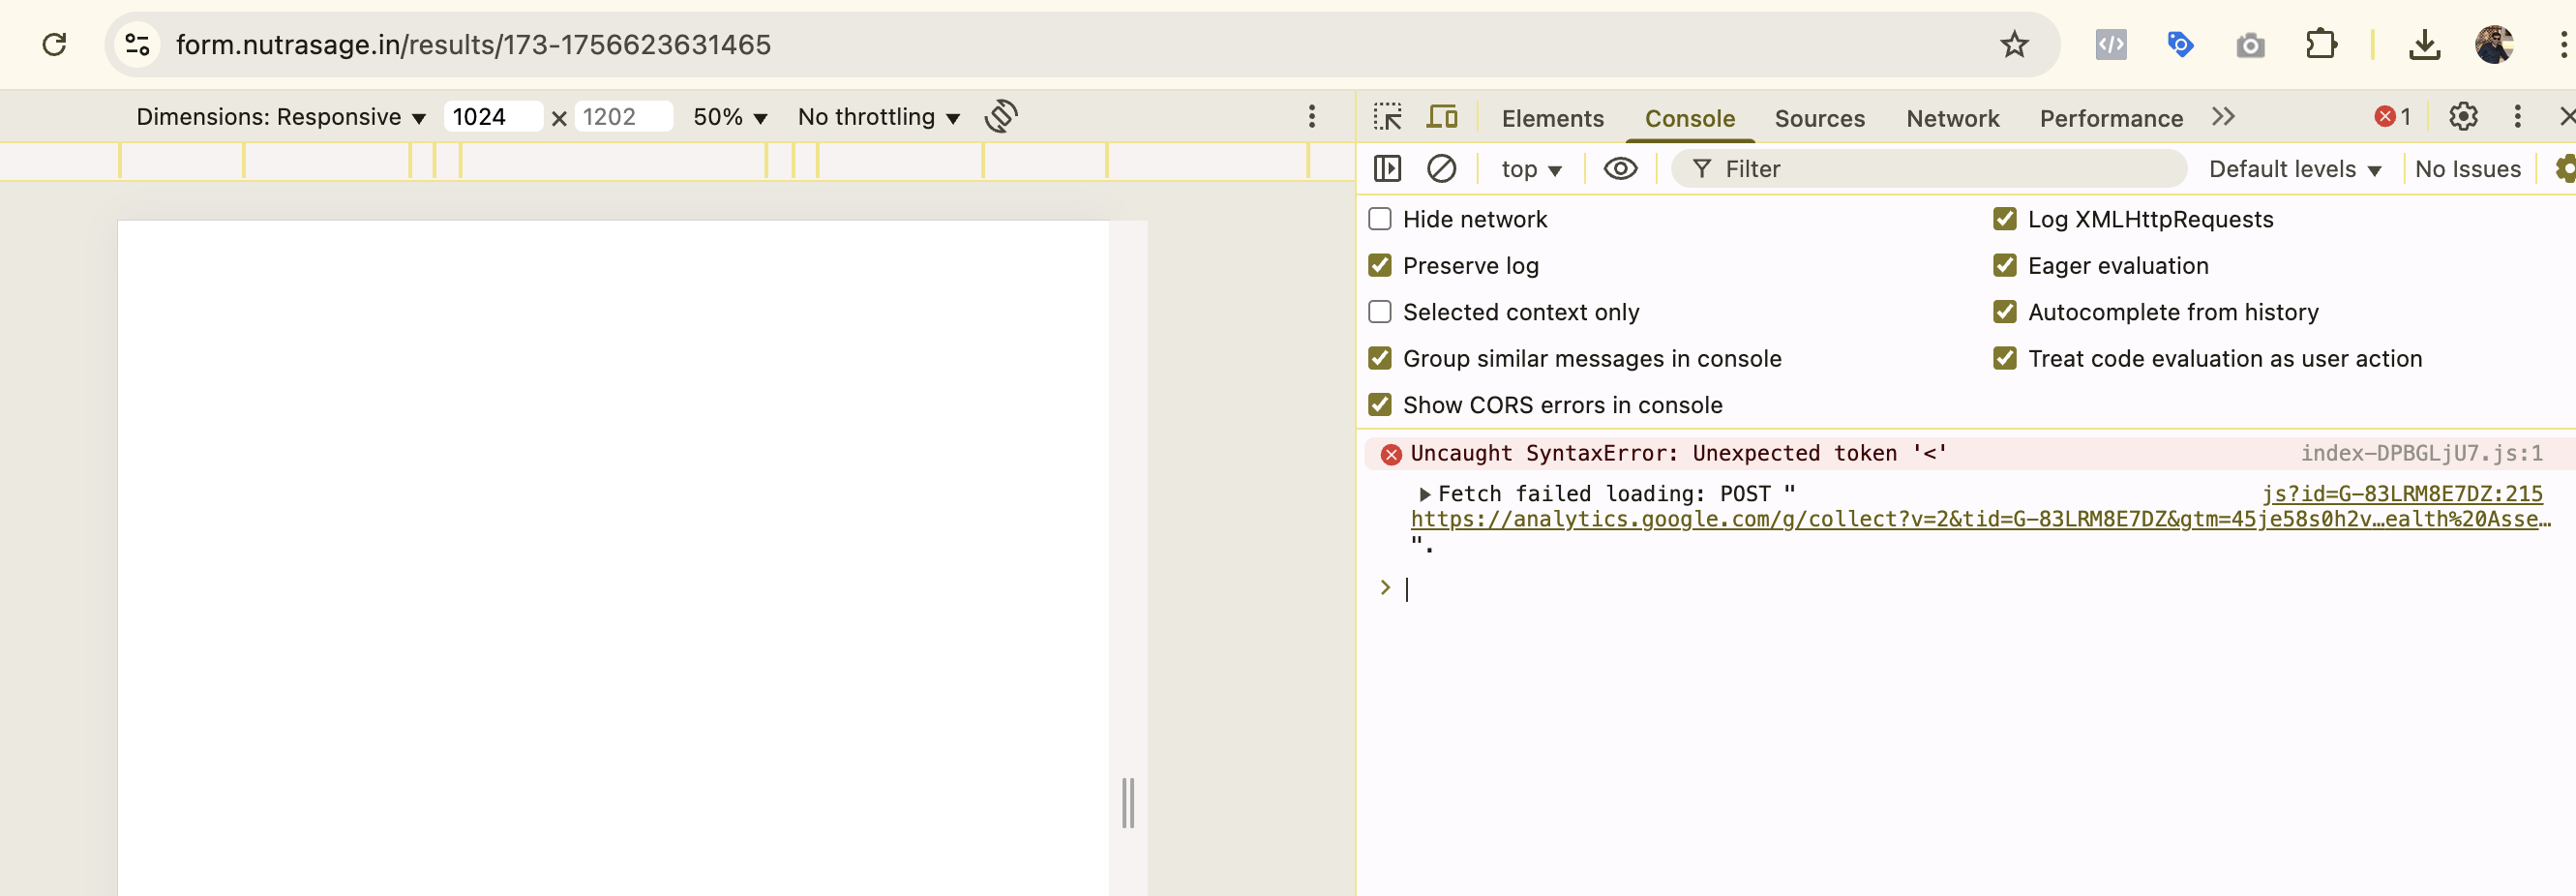 form.nutrasage.in/results/173-1756623631465
Dimensions: Responsive ▼ 1024 × 1202 50% ▼ No throttling ▼
Elements Console Sources Network Performance 1
top ▼ Filter Default levels ▼ No Issues
Hide network Log XMLHttpRequests
Preserve log Eager evaluation
Selected context only Autocomplete from history
Group similar messages in console Treat code evaluation as user action
Show CORS errors in console
Uncaught SyntaxError: Unexpected token '<' index-DPBGLjU7.js:1
Fetch failed loading: POST " js?id=G-83LRM8E7DZ:215
https://analytics.google.com/g/collect?v=2&tid=G-83LRM8E7DZ&gtm=45je58s0h2v…ealth%20Asse…
".